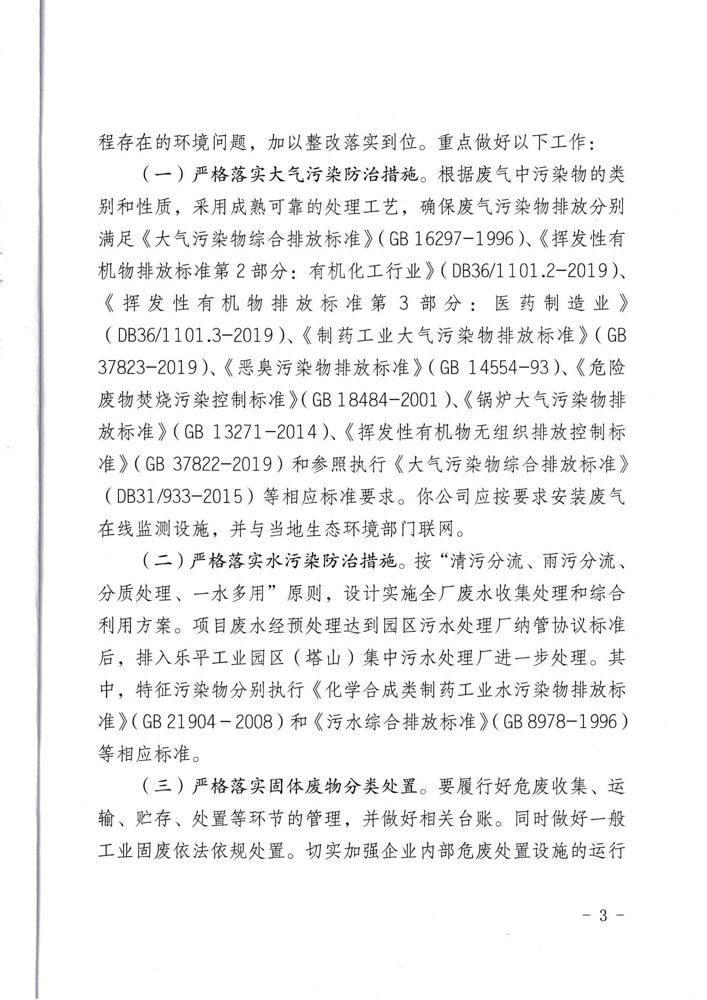 程存在的环境问题，加以整改落实到位。重点做好以下工作：
（一）严格落实大气污染防治措施。根据废气中污染物的类
别和性质，采用成熟可靠的处理工艺，确保废气污染物排放分别
满足《大气污染物综合排放标准》（GB 16297-1996）、《挥发性有
机物排放标准第 2 部分：有机化工行业》（DB36/1101.2-2019）、
《挥发性有机物排放标准第 3 部分：医药制造业》
（DB36/1101.3-2019）、《制药工业大气污染物排放标准》（GB
37823-2019）、《恶臭污染物排放标准》（GB 14554-93）、《危险
废物焚烧污染控制标准》（GB 18484-2001）、《锅炉大气污染物排
放标准》（GB 13271-2014）、《挥发性有机物无组织排放控制标
准》（GB 37822-2019）和参照执行《大气污染物综合排放标准》
（DB31/933-2015）等相应标准要求。你公司应按要求安装废气
在线监测设施，并与当地生态环境部门联网。
（二）严格落实水污染防治措施。按“清污分流、雨污分流、
分质处理、一水多用”原则，设计实施全厂废水收集处理和综合
利用方案。项目废水经预处理达到园区污水处理厂纳管协议标准
后，排入乐平工业园区（塔山）集中污水处理厂进一步处理。其
中，特征污染物分别执行《化学合成类制药工业水污染物排放标
准》（GB 21904－2008）和《污水综合排放标准》（GB 8978-1996）
等相应标准。
（三）严格落实固体废物分类处置。要履行好危废收集、运
输、贮存、处置等环节的管理，并做好相关台账。同时做好一般
工业固废依法依规处置。切实加强企业内部危废处置设施的运行
- 3 -